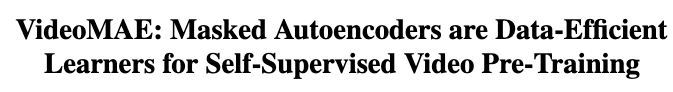 VideoMAE: Masked Autoencoders are Data-Efficient
Learners for Self-Supervised Video Pre-Training